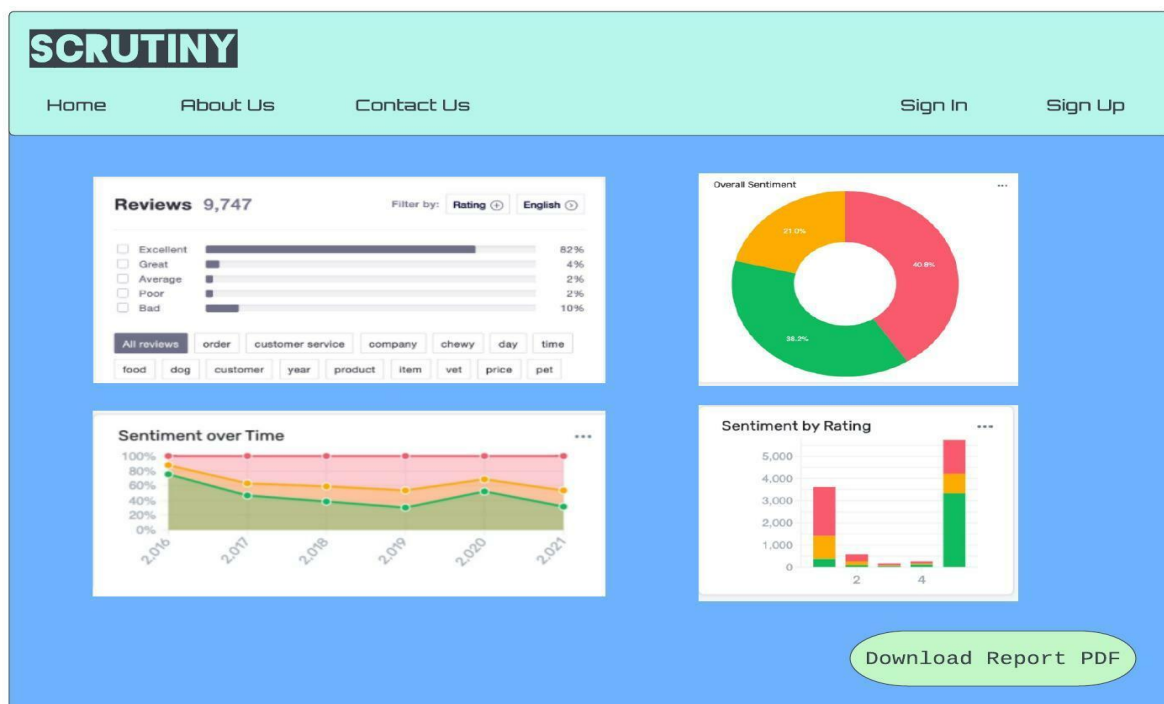 SCRUTINY
Home About Us Contact Us Sign In Sign Up
Reviews 9,747 Filter by: Rating English
Excellent 82%
Great 4%
Average 2%
Poor 2%
Bad 10%
All reviews order customer service company chewy day time
food dog customer year product item vet price pet
Overall Sentiment ...
21.0%
40.8%
38.2%
Sentiment over Time ...
100%
80%
60%
40%
20%
0%
2,016 2,017 2,018 2,019 2,020 2,021
Sentiment by Rating ...
5,000
4,000
3,000
2,000
1,000
0
2 4
Download Report PDF